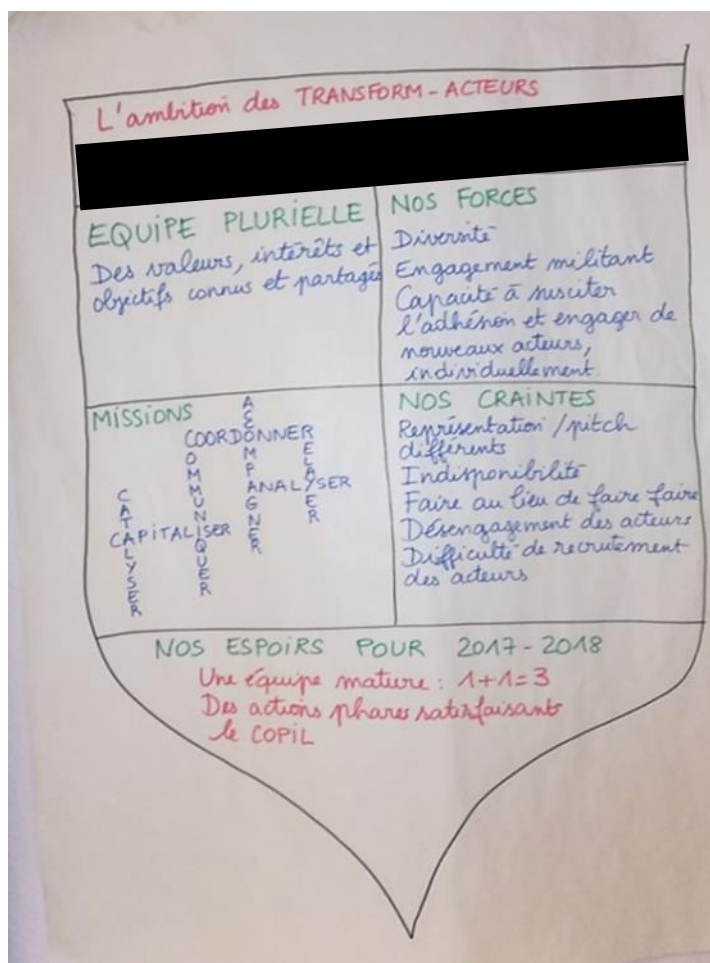 L'ambition des TRANSFORM-ACTEURS
EQUIPE PLURIELLE
Des valeurs, intérêts et
objectifs connus et partagés
NOS FORCES
Diversité
Engagement militant
Capacité à susciter
l'adhésion et engager de
nouveaux acteurs,
individuellement.
MISSIONS
ACCOMPAGNER
COORDONNER
COMMUNIQUER
RELAYER
ANALYSER
CATALYSER
CAPITALISER
NOS CRAINTES
Représentation / pitch
différents
Indisponibilité
Faire au lieu de faire faire
Désengagement des acteurs
Difficulté de recrutement
des acteurs
NOS ESPOIRS POUR 2017-2018
Une équipe mature : 1+1=3
Des actions phares satisfaisant
le COPIL